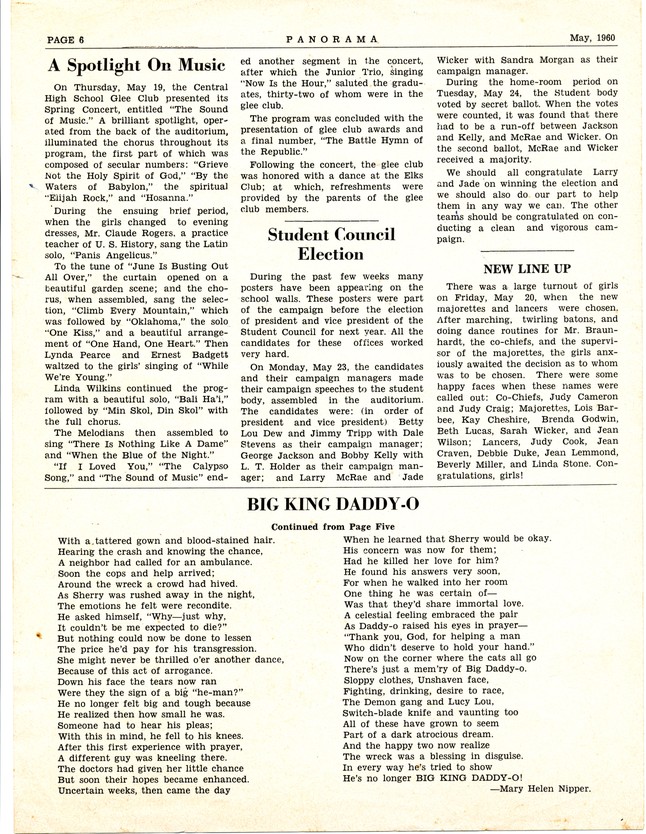 PAGE 6
PANORAMA
May, 1960
A Spotlight On Music
On Thursday, May 19, the Central
High School Glee Club presented its
Spring Concert, entitled “The Sound
of Music.” A brilliant spotlight, oper-
ated from the back of the auditorium,
illuminated the chorus throughout its
program, the first part of which was
composed of secular numbers: “Grieve
Not the Holy Spirit of God,” “By the
Waters of Babylon,” the spiritual
“Elijah Rock,” and “Hosanna.”
During the ensuing brief period,
when the girls changed to evening
dresses, Mr. Claude Rogers. a practice
teacher of U. S. History, sang the Latin
solo, “Panis Angelicus.”
To the tune of “June Is Busting Out
All Over,” the curtain opened on a
beautiful garden scene; and the cho-
rus, when assembled, sang the selec-
tion, “Climb Every Mountain,” which
was followed by “Oklahoma,” the solo
“One Kiss,” and a beautiful arrange-
ment of “One Hand, One Heart.” Then
Lynda Pearce and Ernest Badgett
waltzed to the girls' singing of “While
We're Young.”
Linda Wilkins continued the prog-
ram with a beautiful solo, “Bali Ha'i,”
followed by “Min Skol, Din Skol” with
the full chorus.
The Melodians then assembled to
sing “There Is Nothing Like A Dame”
and “When the Blue of the Night.”
“If I Loved You,” “The Calypso
Song,” and “The Sound of Music” end-
ed another segment in the concert,
after which the Junior Trio, singing
“Now Is the Hour,” saluted the gradu-
ates, thirty-two of whom were in the
glee club.
The program was concluded with the
presentation of glee club awards and
a final number, “The Battle Hymn of
the Republic.”
Following the concert, the glee club
was honored with a dance at the Elks
Club; at which, refreshments were
provided by the parents of the glee
club members.
Student Council
Election
During the past few weeks many
posters have been appearing on the
school walls. These posters were part
of the campaign before the election
of president and vice president of the
Student Council for next year. All the
candidates for these offices worked
very hard.
On Monday, May 23, the candidates
and their campaign managers made
their campaign speeches to the student
body, assembled in the auditorium.
The candidates were: (in order of
president and vice president) Betty
Lou Dew and Jimmy Tripp with Dale
Stevens as their campaign manager;
George Jackson and Bobby Kelly with
L. T. Holder as their campaign man-
ager; and Larry McRae and Jade
Wicker with Sandra Morgan as their
campaign manager.
During the home-room period on
Tuesday, May 24, the Student body
voted by secret ballot. When the votes
were counted, it was found that there
had to be a run-off between Jackson
and Kelly, and McRae and Wicker. On
the second ballot, McRae and Wicker
received a majority.
We should all congratulate Larry
and Jade on winning the election and
we should also do our part to help
them in any way we can. The other
teams should be congratulated on con-
ducting a clean and vigorous cam-
paign.
NEW LINE UP
There was a large turnout of girls
on Friday, May 20, when the new
majorettes and lancers were chosen.
After marching, twirling batons, and
doing dance routines for Mr. Braun-
hardt, the co-chiefs, and the supervi-
sor of the majorettes, the girls anx-
iously awaited the decision as to whom
was to be chosen. There were some
happy faces when these names were
called out: Co-Chiefs, Judy Cameron
and Judy Craig; Majorettes, Lois Bar-
bee, Kay Cheshire, Brenda Godwin,
Beth Lucas, Sarah Wicker, and Jean
Wilson; Lancers, Judy Cook, Jean
Craven, Debbie Duke, Jean Lemmond,
Beverly Miller, and Linda Stone. Con-
gratulations, girls!
BIG KING DADDY-O
Continued from Page Five
With a tattered gown and blood-stained hair.
Hearing the crash and knowing the chance,
A neighbor had called for an ambulance.
Soon the cops and help arrived;
Around the wreck a crowd had hived.
As Sherry was rushed away in the night,
The emotions he felt were recondite.
He asked himself, “Why—just why,
It couldn't be me expected to die?”
But nothing could now be done to lessen
The price he'd pay for his transgression.
She might never be thrilled o'er another dance,
Because of this act of arrogance.
Down his face the tears now ran
Were they the sign of a big “he-man?”
He no longer felt big and tough because
He realized then how small he was.
Someone had to hear his pleas;
With this in mind, he fell to his knees.
After this first experience with prayer,
A different guy was kneeling there.
The doctors had given her little chance
But soon their hopes became enhanced.
Uncertain weeks, then came the day
When he learned that Sherry would be okay.
His concern was now for them;
Had he killed her love for him?
He found his answers very soon,
For when he walked into her room
One thing he was certain of—
Was that they'd share immortal love.
A celestial feeling embraced the pair
As Daddy-o raised his eyes in prayer—
“Thank you, God, for helping a man
Who didn't deserve to hold your hand.”
Now on the corner where the cats all go
There's just a mem'ry of Big Daddy-o.
Sloppy clothes, Unshaven face,
Fighting, drinking, desire to race,
The Demon gang and Lucy Lou,
Switch-blade knife and vaunting too
All of these have grown to seem
Part of a dark atrocious dream.
And the happy two now realize
The wreck was a blessing in disguise.
In every way he's tried to show
He's no longer BIG KING DADDY-O!
—Mary Helen Nipper.